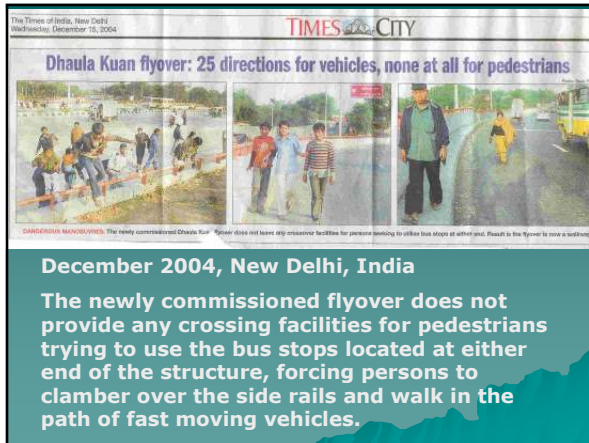 The Times of India, New Delhi
Wednesday, December 15, 2004
TIMES CITY
Dhaula Kuan flyover: 25 directions for vehicles, none at all for pedestrians
DANGEROUS MANOEUVRES: The newly commissioned Dhaula Kuan flyover does not leave any crossover facilities for persons seeking to utilise bus stops at either end. Result is the flyover is now a
December 2004, New Delhi, India
The newly commissioned flyover does not
provide any crossing facilities for pedestrians
trying to use the bus stops located at either
end of the structure, forcing persons to
clamber over the side rails and walk in the
path of fast moving vehicles.